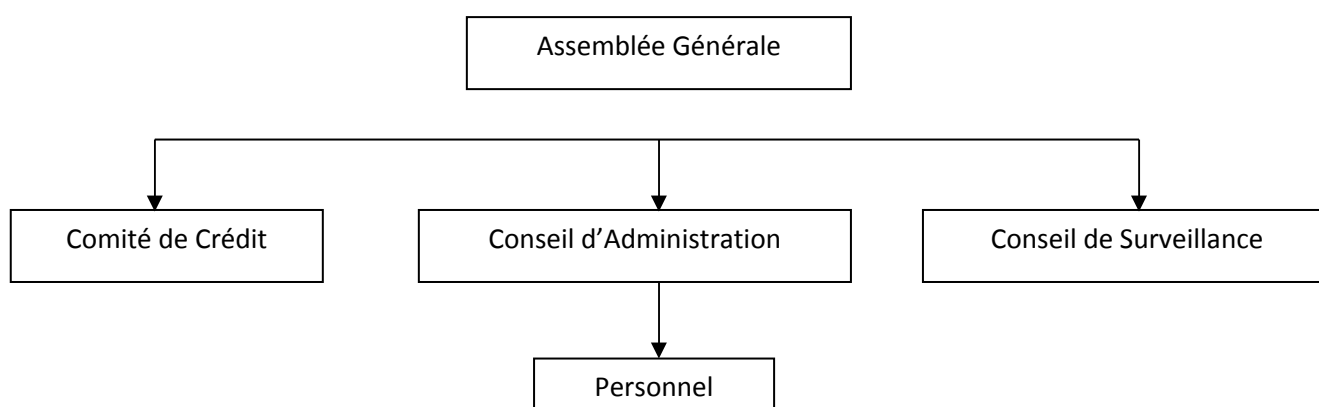 Assemblée Générale
Comité de Crédit
Conseil d’Administration
Conseil de Surveillance
Personnel